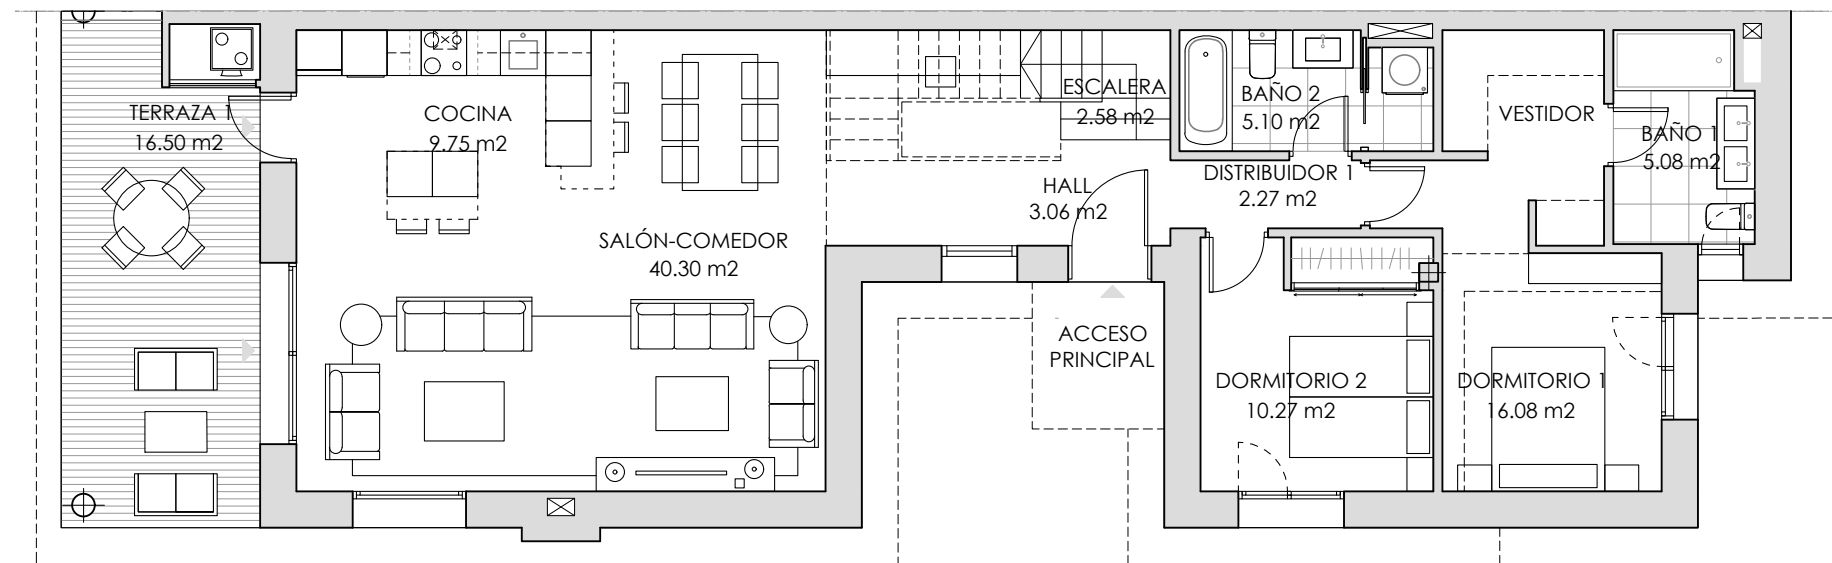 TERRAZA 1
16.50 m2
COCINA
9.75 m2
SALÓN-COMEDOR
40.30 m2
ESCALERA
2.58 m2
HALL
3.06 m2
ACCESO
PRINCIPAL
BAÑO 2
5.10 m2
DISTRIBUIDOR 1
2.27 m2
VESTIDOR
BAÑO 1
5.08 m2
DORMITORIO 2
10.27 m2
DORMITORIO 1
16.08 m2